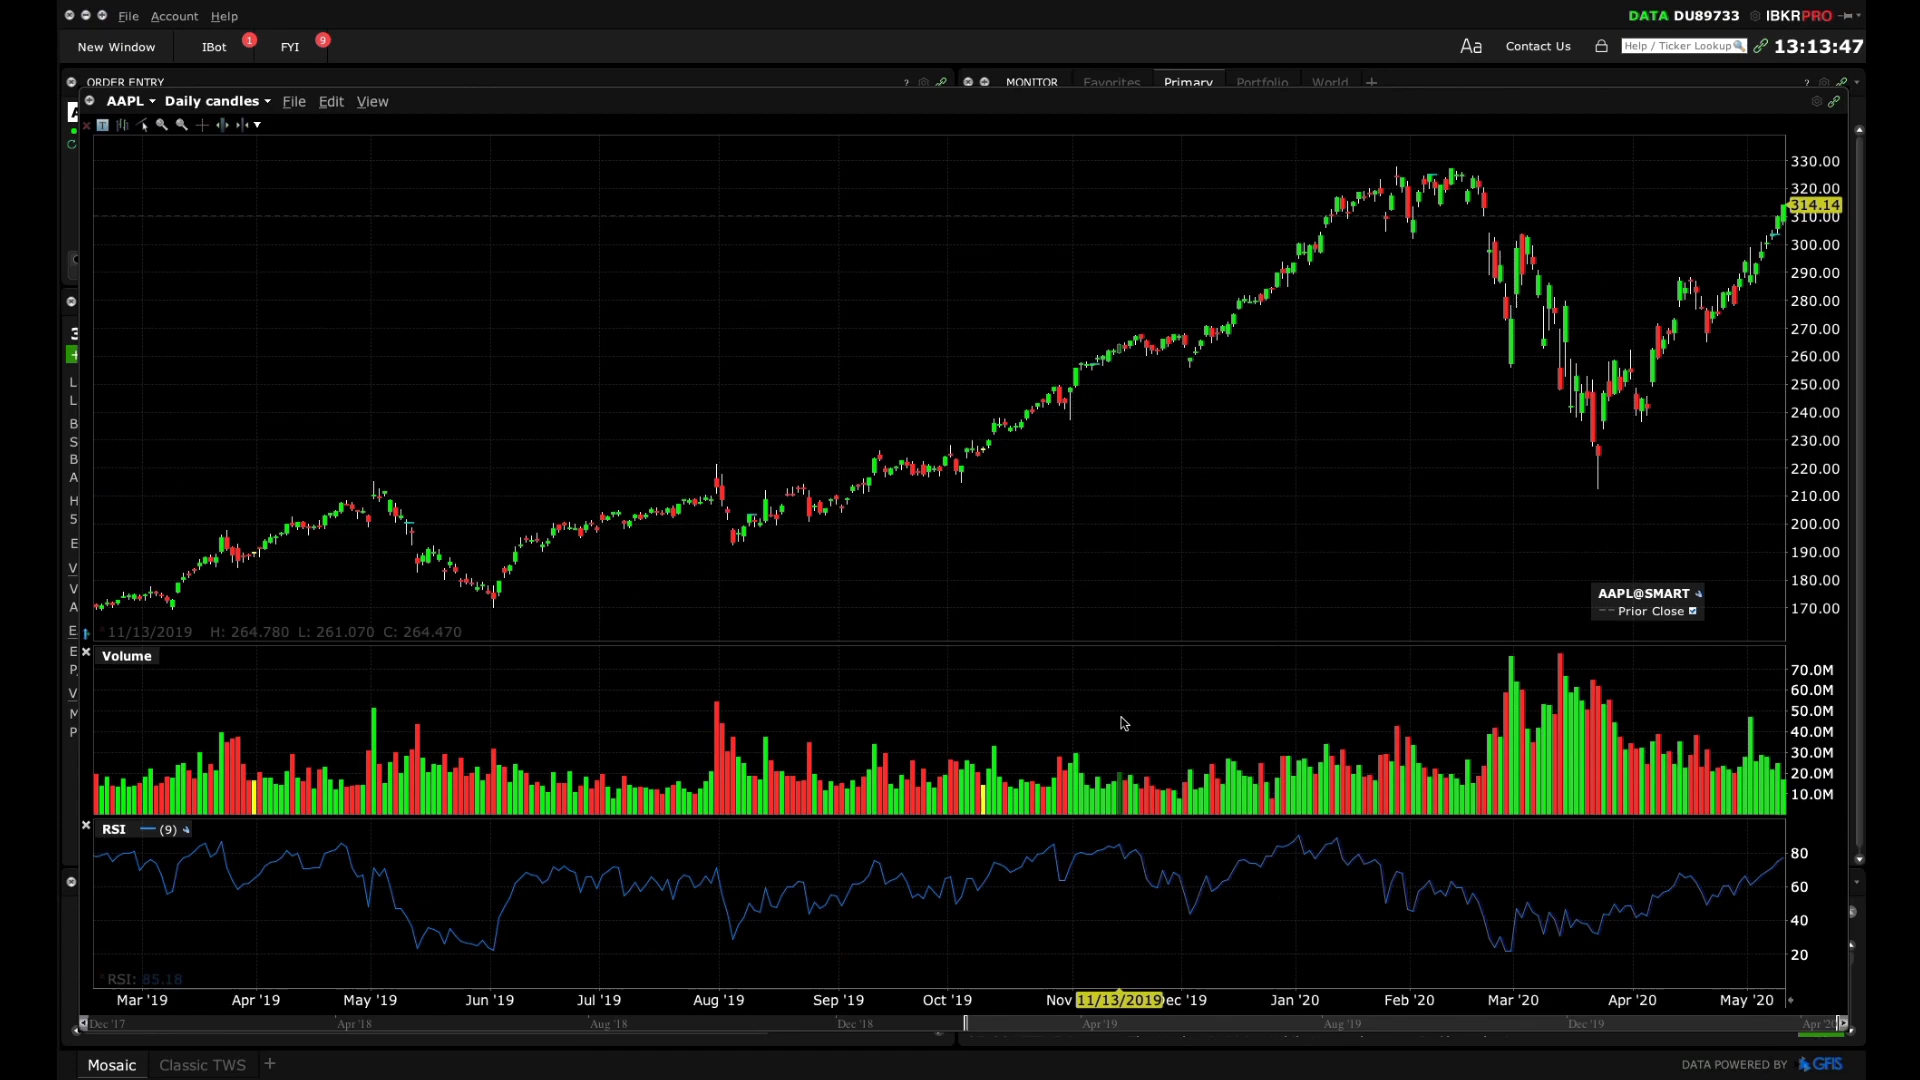 File Account Help
DATA DU89733 IBKRPRO
New Window IBot 1 FYI 9
Aa Contact Us Help / Ticker Lookup 13:13:47
ORDER ENTRY ?
MONITOR Favorites Primary Portfolio World + ?
AAPL Daily candles File Edit View
330.00
320.00
314.14
310.00
300.00
290.00
280.00
270.00
260.00
250.00
240.00
230.00
220.00
210.00
200.00
190.00
180.00
170.00
AAPL@SMART
Prior Close
11/13/2019 H: 264.780 L: 261.070 C: 264.470
Volume
70.0M
60.0M
50.0M
40.0M
30.0M
20.0M
10.0M
RSI (9)
80
60
40
20
RSI: 85.18
Mar '19 Apr '19 May '19 Jun '19 Jul '19 Aug '19 Sep '19 Oct '19 Nov 11/13/2019 ec '19 Jan '20 Feb '20 Mar '20 Apr '20 May '20
Dec '17 Apr '18 Aug '18 Dec '18 Apr '19 Aug '19 Dec '19 Apr '20
Mosaic Classic TWS +
DATA POWERED BY GFIS